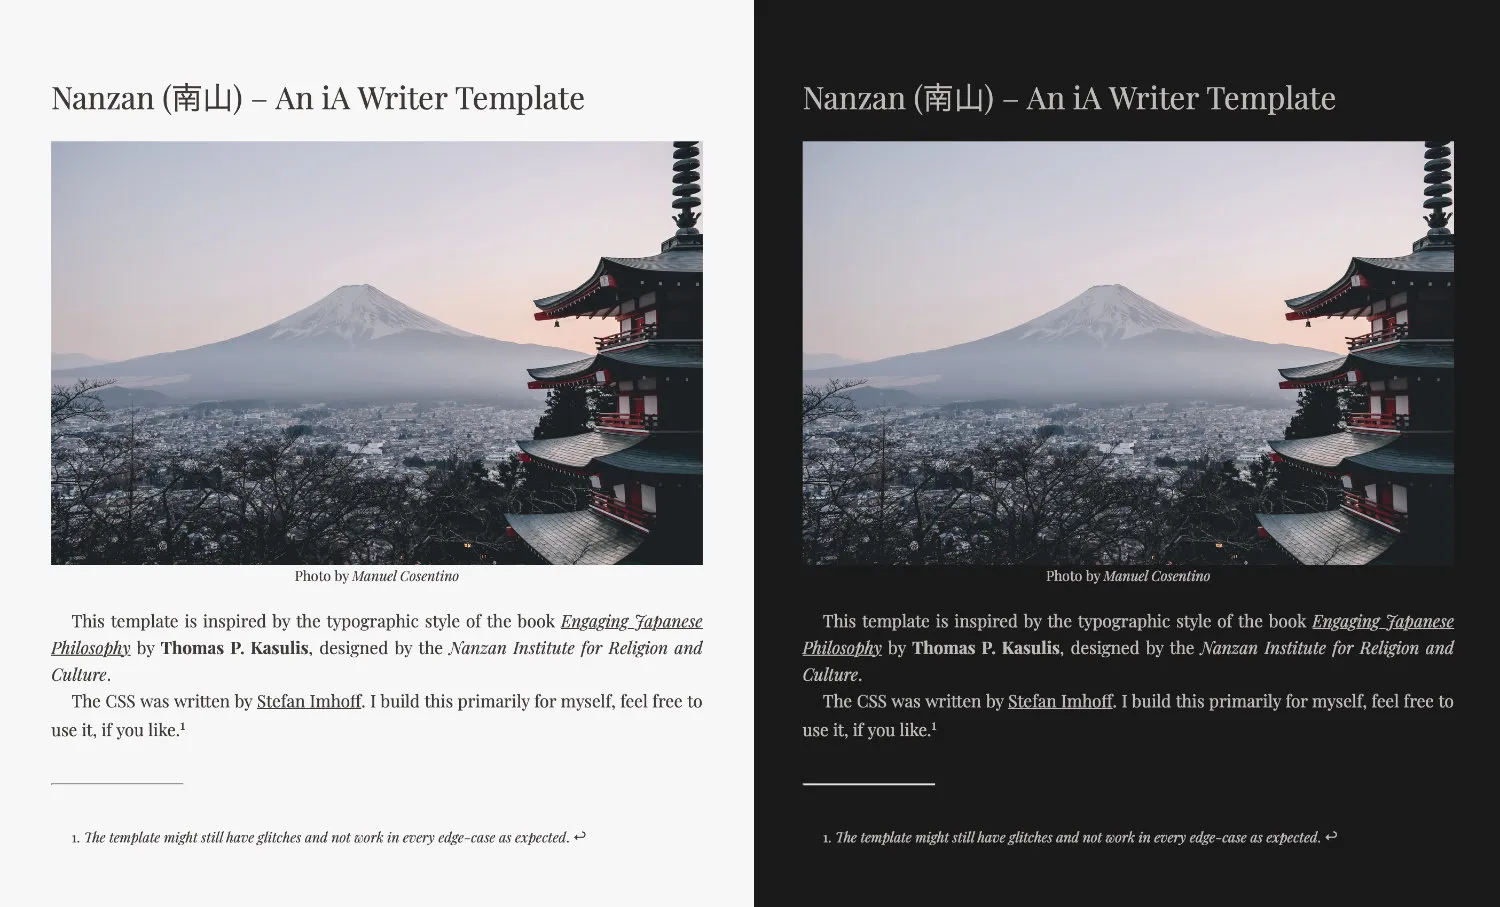 Nanzan (南山) – An iA Writer Template
Photo by Manuel Cosentino
This template is inspired by the typographic style of the book Engaging Japanese
Philosophy by Thomas P. Kasulis, designed by the Nanzan Institute for Religion and
Culture.
The CSS was written by Stefan Imhoff. I build this primarily for myself, feel free to
use it, if you like.¹
1. The template might still have glitches and not work in every edge-case as expected. ↩
Nanzan (南山) – An iA Writer Template
Photo by Manuel Cosentino
This template is inspired by the typographic style of the book Engaging Japanese
Philosophy by Thomas P. Kasulis, designed by the Nanzan Institute for Religion and
Culture.
The CSS was written by Stefan Imhoff. I build this primarily for myself, feel free to
use it, if you like.¹
1. The template might still have glitches and not work in every edge-case as expected. ↩